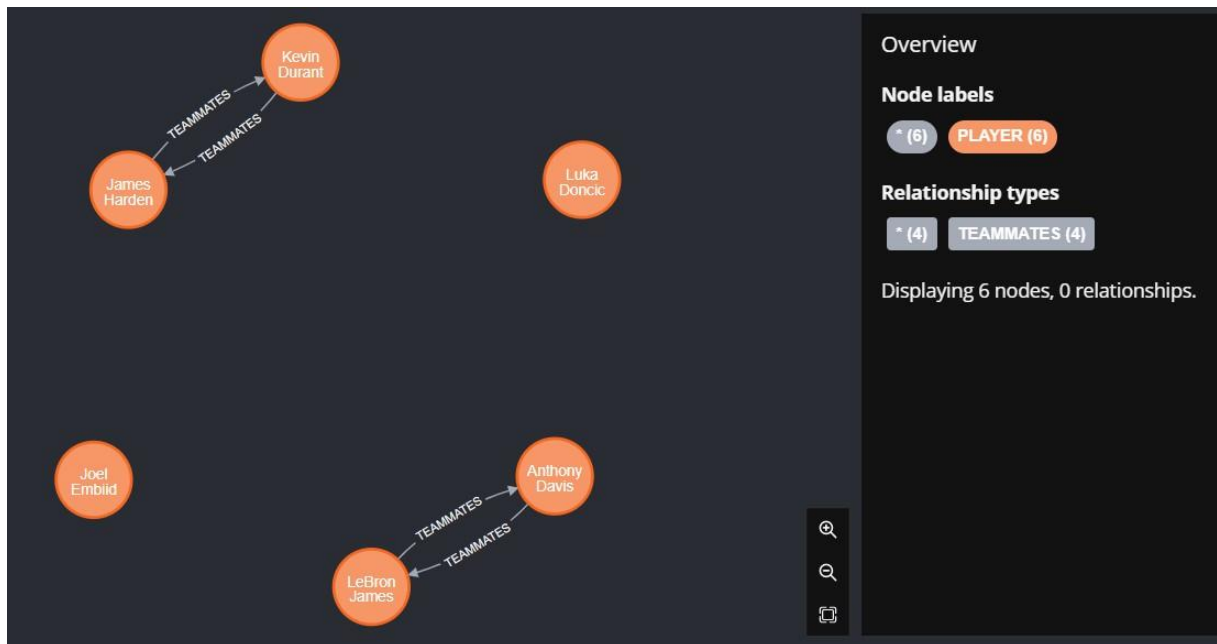 Kevin
Durant
TEAMMATES
TEAMMATES
James
Harden
Luka
Doncic
Joel
Embiid
Anthony
Davis
TEAMMATES
TEAMMATES
LeBron
James
Overview
Node labels
* (6) PLAYER (6)
Relationship types
* (4) TEAMMATES (4)
Displaying 6 nodes, 0 relationships.